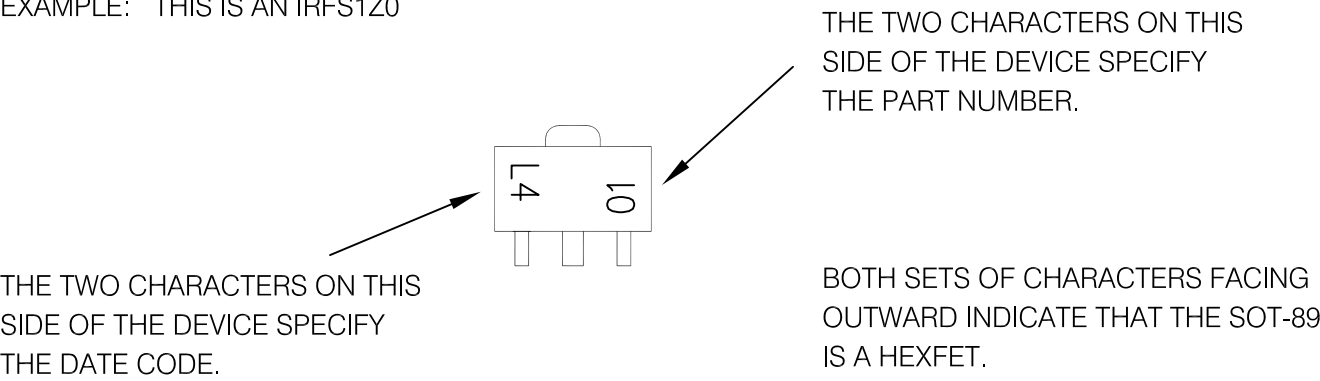 EXAMPLE: THIS IS AN IRFS1Z0
THE TWO CHARACTERS ON THIS
SIDE OF THE DEVICE SPECIFY
THE PART NUMBER.
L4
01
THE TWO CHARACTERS ON THIS
SIDE OF THE DEVICE SPECIFY
THE DATE CODE.
BOTH SETS OF CHARACTERS FACING
OUTWARD INDICATE THAT THE SOT-89
IS A HEXFET.